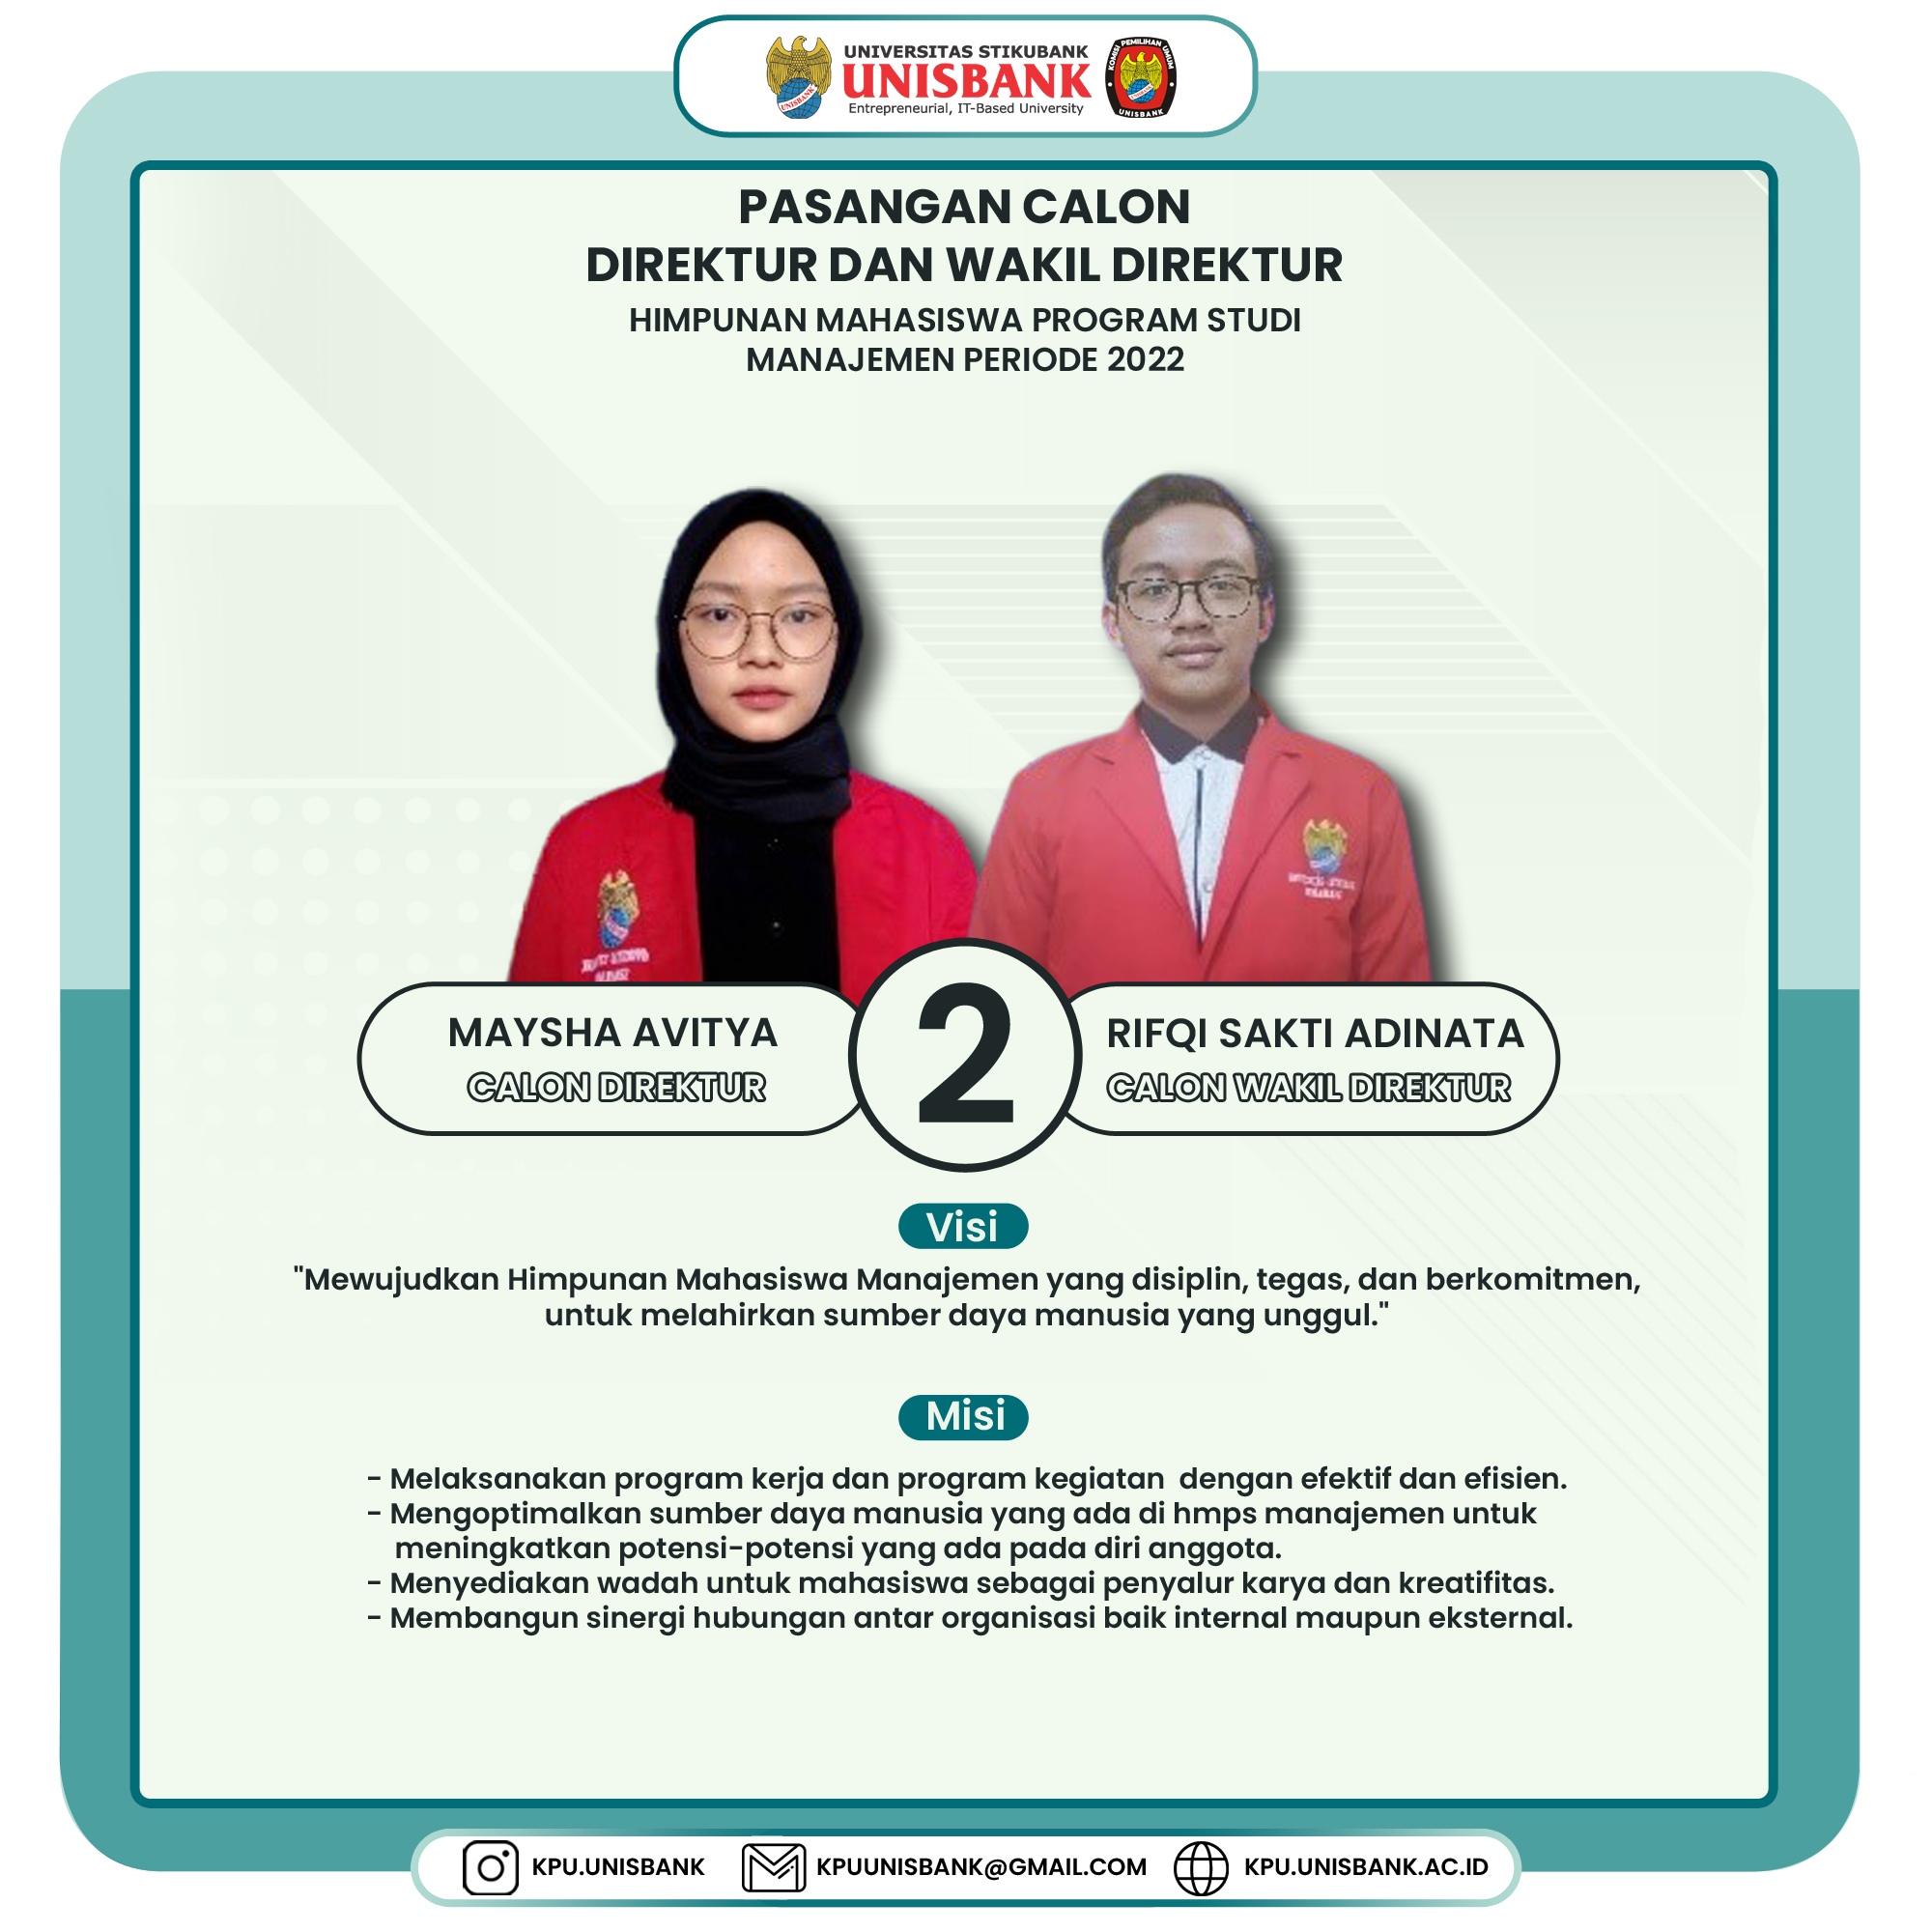 UNIVERSITAS STIKUBANK
UNISBANK
Entrepreneurial, IT-Based University
UNISBANK
KOMISI PEMILIHAN UMUM
UNISBANK
PASANGAN CALON
DIREKTUR DAN WAKIL DIREKTUR
HIMPUNAN MAHASISWA PROGRAM STUDI
MANAJEMEN PERIODE 2022
MAYSHA AVITYA
CALON DIREKTUR
2
RIFQI SAKTI ADINATA
CALON WAKIL DIREKTUR
Visi
"Mewujudkan Himpunan Mahasiswa Manajemen yang disiplin, tegas, dan berkomitmen,
untuk melahirkan sumber daya manusia yang unggul."
Misi
- Melaksanakan program kerja dan program kegiatan  dengan efektif dan efisien.
- Mengoptimalkan sumber daya manusia yang ada di hmps manajemen untuk
meningkatkan potensi-potensi yang ada pada diri anggota.
- Menyediakan wadah untuk mahasiswa sebagai penyalur karya dan kreatifitas.
- Membangun sinergi hubungan antar organisasi baik internal maupun eksternal.
KPU.UNISBANK
KPUUNISBANK@GMAIL.COM
KPU.UNISBANK.AC.ID